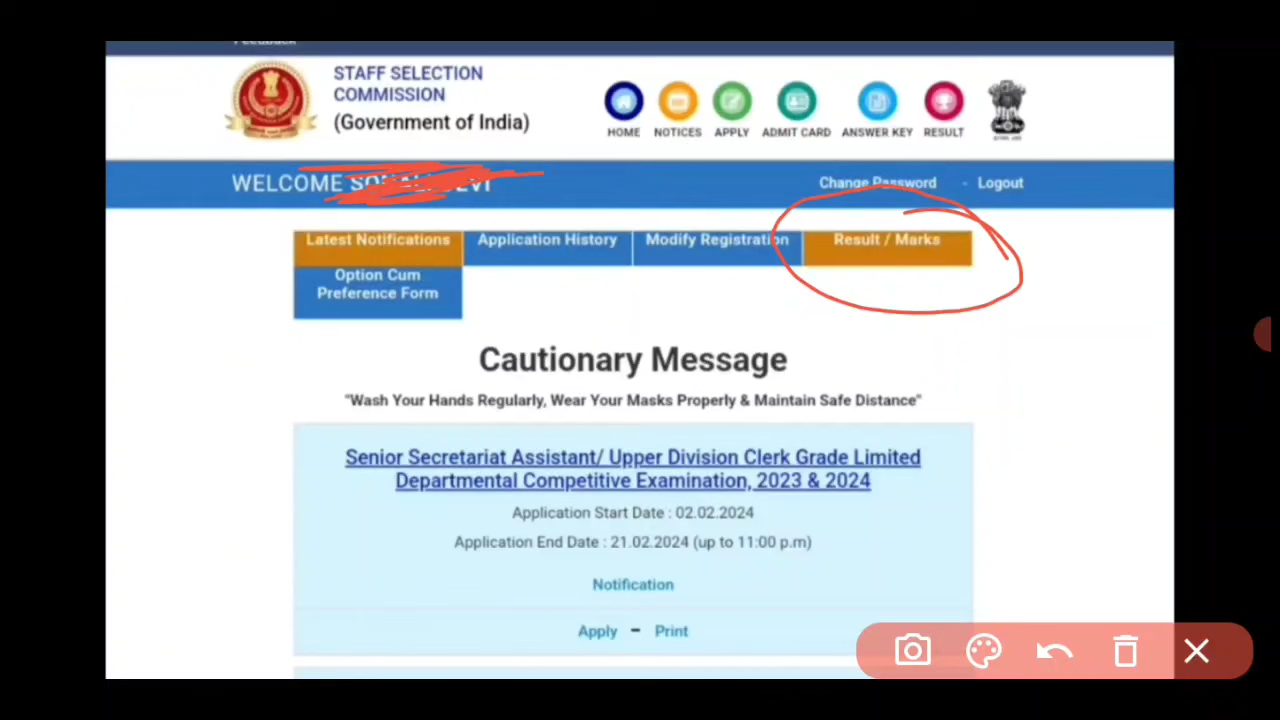 STAFF SELECTION
COMMISSION
(Government of India)
HOME NOTICES APPLY ADMIT CARD ANSWER KEY RESULT
WELCOME
Change Password - Logout
Latest Notifications Application History Modify Registration Result / Marks
Option Cum
Preference Form
Cautionary Message
"Wash Your Hands Regularly, Wear Your Masks Properly & Maintain Safe Distance"
Senior Secretariat Assistant/ Upper Division Clerk Grade Limited
Departmental Competitive Examination, 2023 & 2024
Application Start Date : 02.02.2024
Application End Date : 21.02.2024 (up to 11:00 p.m)
Notification
Apply - Print